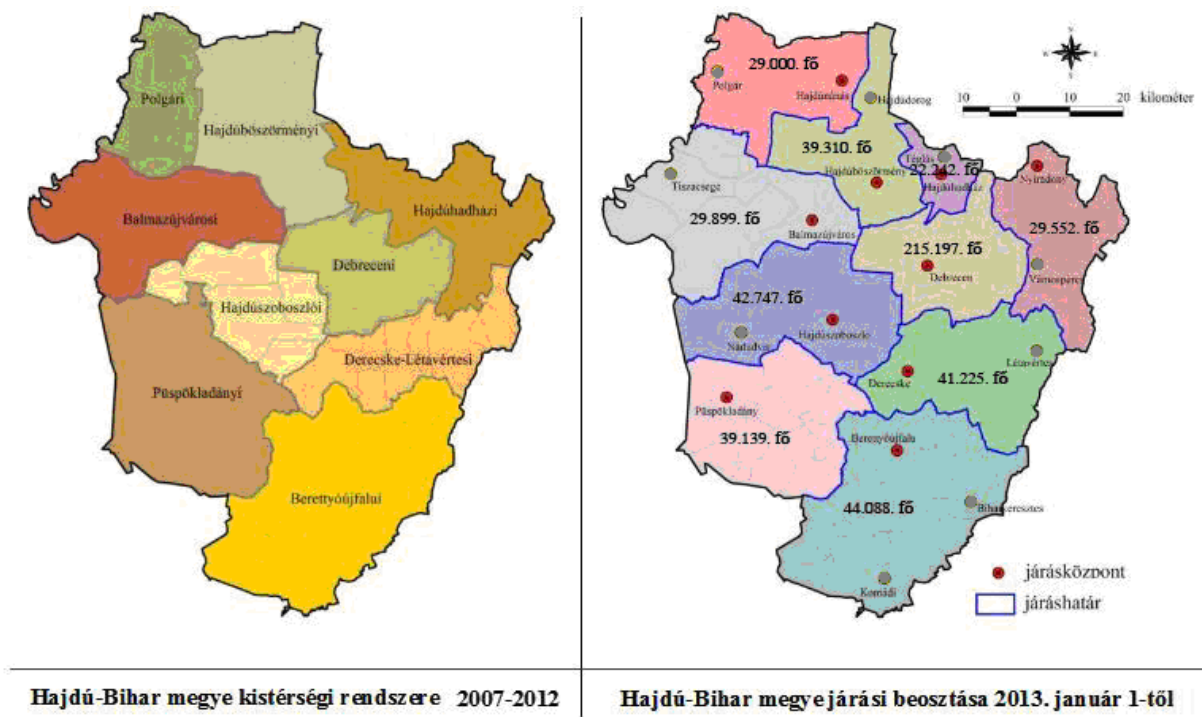 Polgári
Hajdúböszörményi
Hajdúhadházi
Balmazújvárosi
Debreceni
Hajdúszoboszlói
Derecske-Létavértesi
Püspökladányi
Berettyóújfalui
Hajdú-Bihar megye kistérségi rendszere 2007-2012
29.000. fő
Polgár
Hajdúnánás
Hajdúdorog
10 0 10 20 kilométer
39.310. fő
Hajdúböszörmény
Téglás
22.242. fő
Hajdúhadház
Nyíradony
Tiszacsege
29.899. fő
Balmazújváros
29.552. fő
215.197. fő
Debrecen
Vámospércs
42.747. fő
Hajdúszoboszló
Nádudvar
Létavértes
Derecske
41.225. fő
Püspökladány
39.139. fő
Berettyóújfalu
44.088. fő
Biharkeresztes
Komádi
járásközpont
járáshatár
Hajdú-Bihar megye járási beosztása 2013. január 1-től